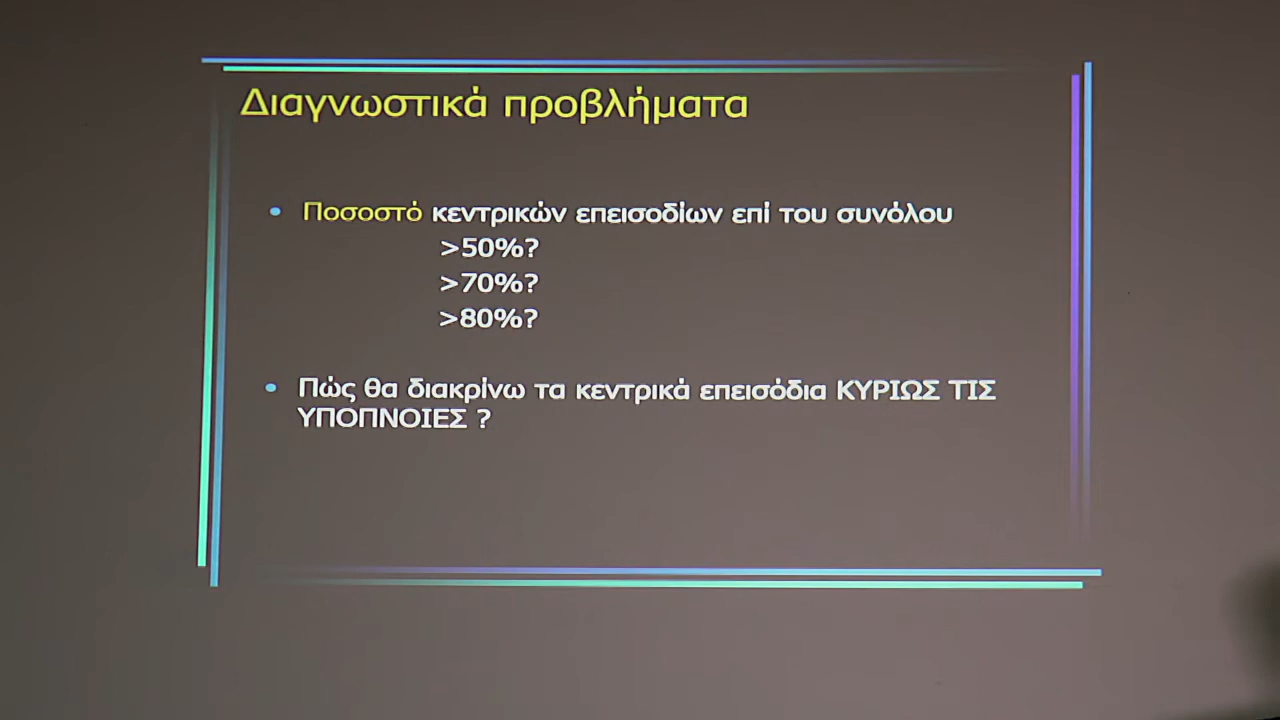 Διαγνωστικά προβλήματα
• Ποσοστό κεντρικών επεισοδίων επί του συνόλου
>50%?
>70%?
>80%?
• Πώς θα διακρίνω τα κεντρικά επεισόδια ΚΥΡΙΩΣ ΤΙΣ
ΥΠΟΠΝΟΙΕΣ ?